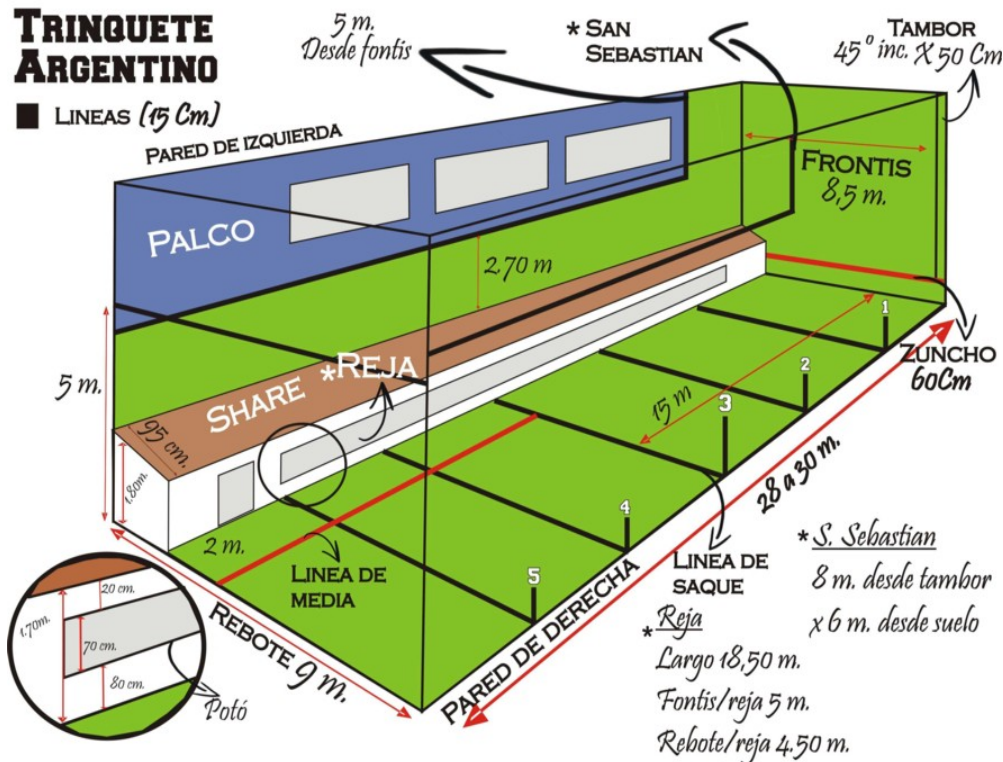 TRINQUETE
ARGENTINO
LINEAS (15 Cm)
5 m.
Desde fontis
* SAN
SEBASTIAN
TAMBOR
45° inc. X 50 Cm
PARED DE IZQUIERDA
FRONTIS
8,5 m.
PALCO
2.70 m
5 m.
SHARE
*REJA
95 cm.
1.80m.
15 m
1
2
3
4
5
ZUNCHO
60Cm
28 a 30 m.
2 m.
LINEA DE
MEDIA
LINEA DE
SAQUE
REBOTE 9 m.
PARED DE DERECHA
* S. Sebastian
8 m. desde tambor
x 6 m. desde suelo
* Reja
Largo 18,50 m.
Fontis/reja 5 m.
Rebote/reja 4.50 m.
20 cm.
1.70m.
70 cm.
80 cm.
Potó